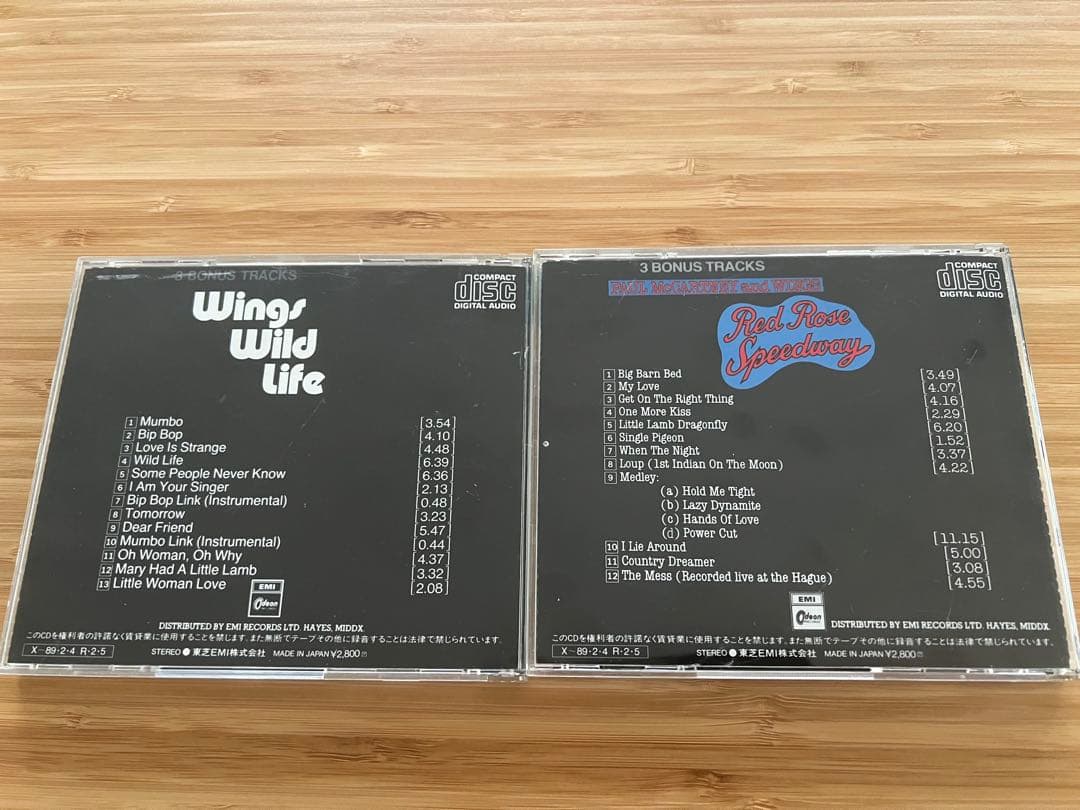 3 BONUS TRACKS
COMPACT
disc
DIGITAL AUDIO
Wings
Wild
Life
1 Mumbo [3.54]
2 Bip Bop [4.10]
3 Love Is Strange [4.48]
4 Wild Life [6.39]
5 Some People Never Know [6.36]
6 I Am Your Singer [2.13]
7 Bip Bop Link (Instrumental) [0.48]
8 Tomorrow [3.23]
9 Dear Friend [5.47]
10 Mumbo Link (Instrumental) [0.44]
11 Oh Woman, Oh Why [4.37]
12 Mary Had A Little Lamb [3.32]
13 Little Woman Love [2.08]
EMI
Odeon
DISTRIBUTED BY EMI RECORDS LTD. HAYES, MIDDX.
このCDを権利者の許諾なく賃貸業に使用することを禁じます。また無断でテープその他に録音することは法律で禁じられています。
X-89・2・4 R・2・5 STEREO ● 東芝EMI株式会社 MADE IN JAPAN ¥2,800
3 BONUS TRACKS
COMPACT
disc
DIGITAL AUDIO
PAUL McCARTNEY and WINGS
Red Rose
Speedway
1 Big Barn Bed [3.49]
2 My Love [4.07]
3 Get On The Right Thing [4.16]
4 One More Kiss [2.29]
5 Little Lamb Dragonfly [6.20]
6 Single Pigeon [1.52]
7 When The Night [3.37]
8 Loup (1st Indian On The Moon) [4.22]
9 Medley:
(a) Hold Me Tight
(b) Lazy Dynamite
(c) Hands Of Love
(d) Power Cut [11.15]
10 I Lie Around [5.00]
11 Country Dreamer [3.08]
12 The Mess (Recorded live at the Hague) [4.55]
EMI
Odeon
DISTRIBUTED BY EMI RECORDS LTD. HAYES, MIDDX.
このCDを権利者の許諾なく賃貸業に使用することを禁じます。また無断でテープその他に録音することは法律で禁じられています。
X-89・2・4 R・2・5 STEREO ● 東芝EMI株式会社 MADE IN JAPAN ¥2,800